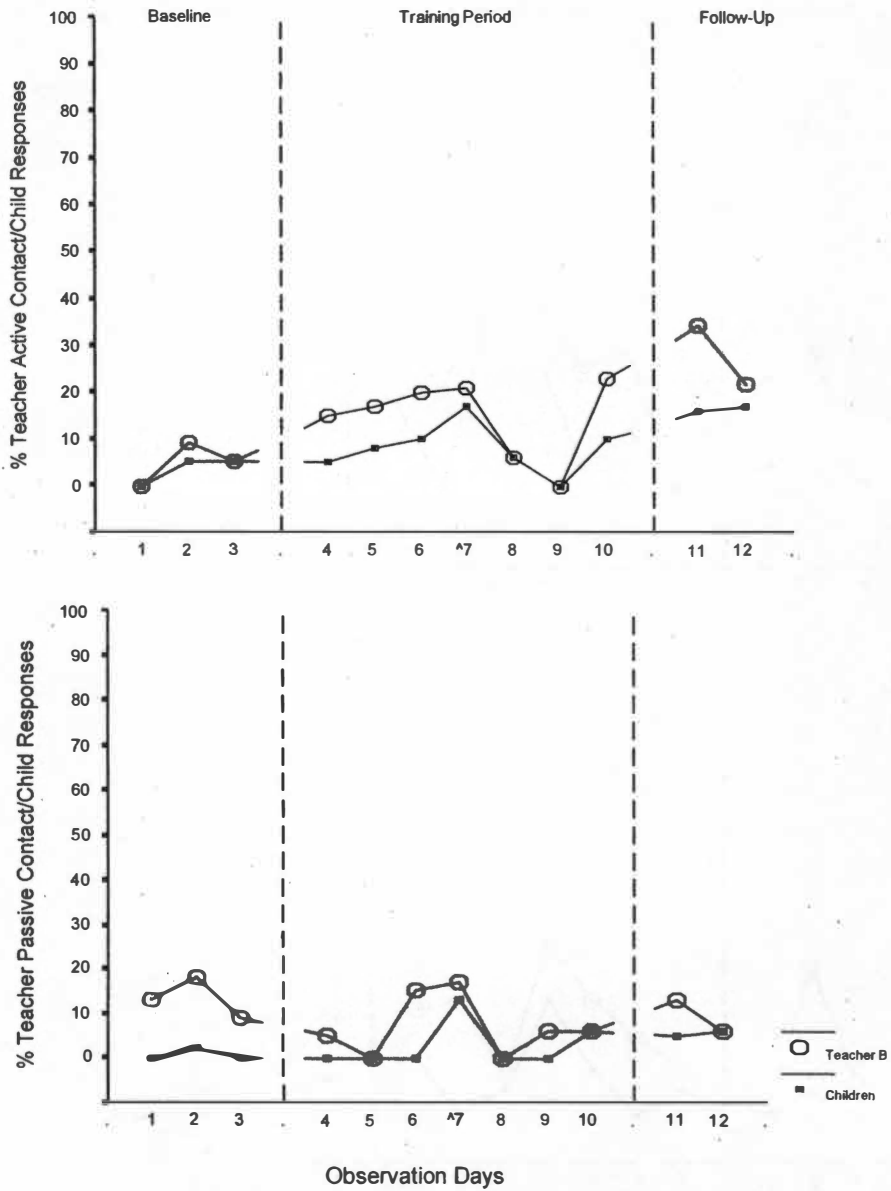 Baseline Training Period Follow-Up
% Teacher Active Contact/Child Responses
100
90
80
70
60
50
40
30
20
10
0
1 2 3 4 5 6 ^7 8 9 10 11 12
% Teacher Passive Contact/Child Responses
100
90
80
70
60
50
40
30
20
10
0
1 2 3 4 5 6 ^7 8 9 10 11 12
Teacher B
Children
Observation Days